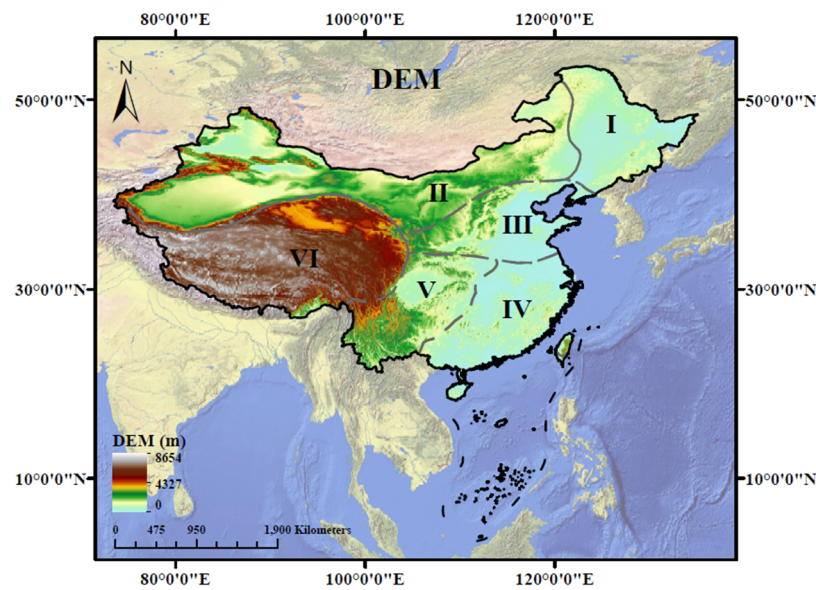 80°0'0"E 100°0'0"E 120°0'0"E
N
DEM
50°0'0"N 50°0'0"N
I
II
III
30°0'0"N 30°0'0"N
VI
V
IV
DEM (m)
8654
4327
0
10°0'0"N 10°0'0"N
0 475 950 1,900 Kilometers
80°0'0"E 100°0'0"E 120°0'0"E